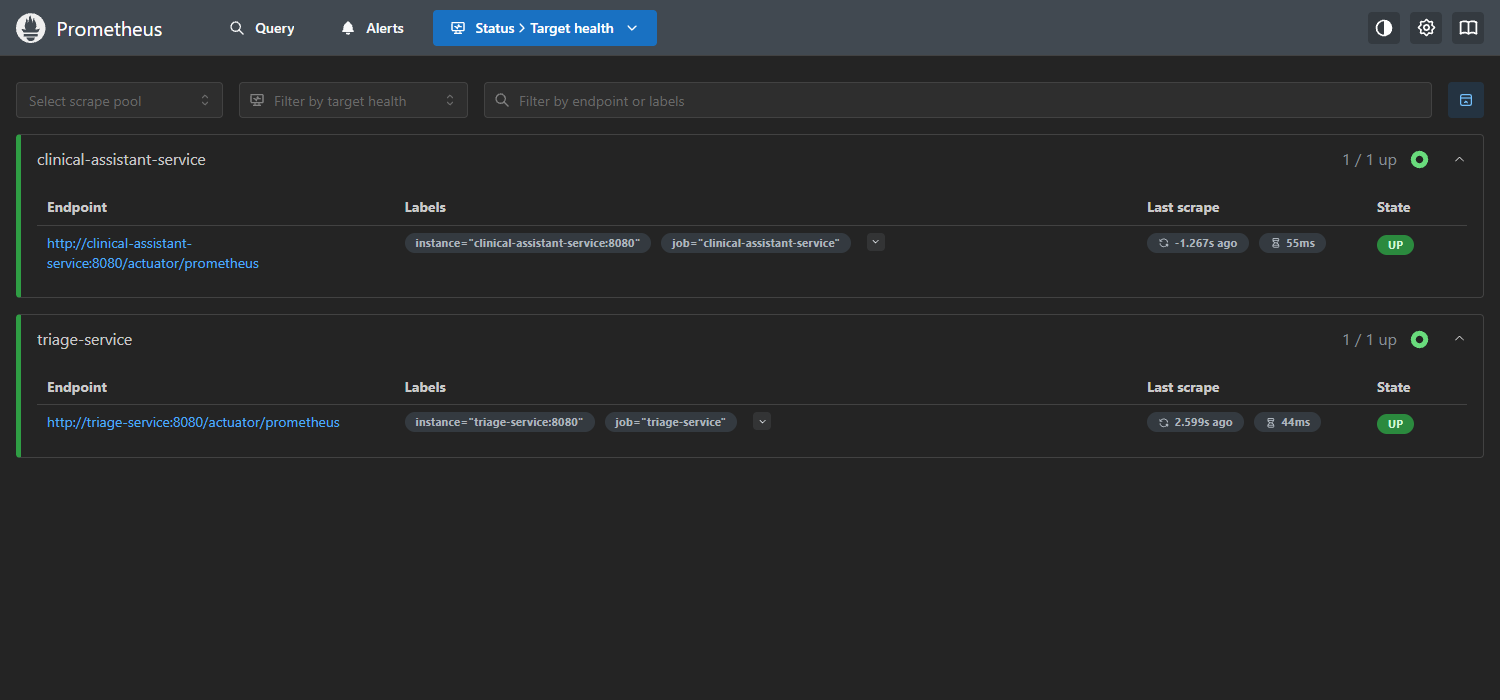 Prometheus Query Alerts Status > Target health
Select scrape pool Filter by target health Filter by endpoint or labels
clinical-assistant-service 1 / 1 up
Endpoint Labels Last scrape State
http://clinical-assistant- instance="clinical-assistant-service:8080" job="clinical-assistant-service" -1.267s ago 55ms UP
service:8080/actuator/prometheus
triage-service 1 / 1 up
Endpoint Labels Last scrape State
http://triage-service:8080/actuator/prometheus instance="triage-service:8080" job="triage-service" 2.599s ago 44ms UP